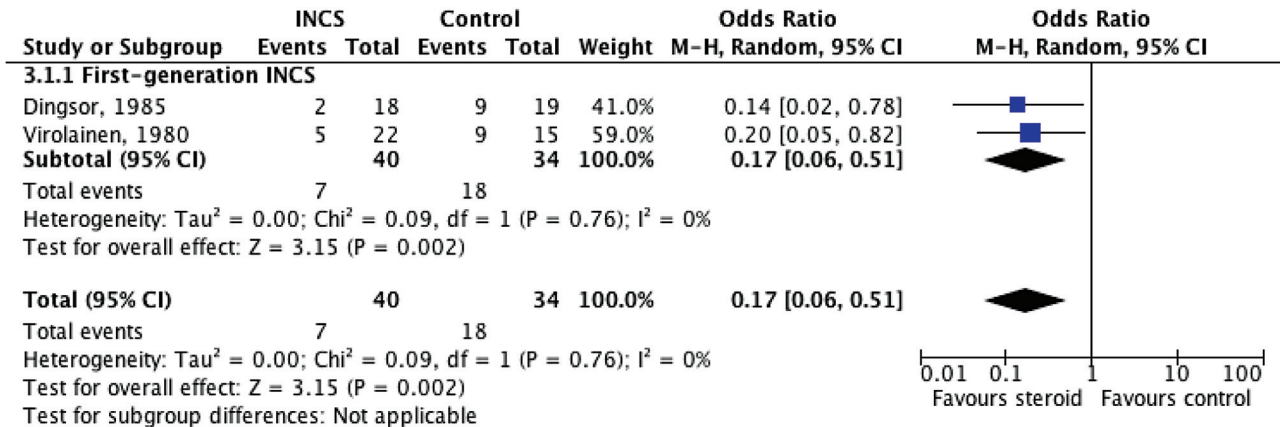 INCS Control Odds Ratio Odds Ratio
Study or Subgroup Events Total Events Total Weight M-H, Random, 95% CI M-H, Random, 95% CI
3.1.1 First-generation INCS
Dingsor, 1985 2 18 9 19 41.0% 0.14 [0.02, 0.78]
Virolainen, 1980 5 22 9 15 59.0% 0.20 [0.05, 0.82]
Subtotal (95% CI) 40 34 100.0% 0.17 [0.06, 0.51]
Total events 7 18
Heterogeneity: Tau² = 0.00; Chi² = 0.09, df = 1 (P = 0.76); I² = 0%
Test for overall effect: Z = 3.15 (P = 0.002)
Total (95% CI) 40 34 100.0% 0.17 [0.06, 0.51]
Total events 7 18
Heterogeneity: Tau² = 0.00; Chi² = 0.09, df = 1 (P = 0.76); I² = 0%
Test for overall effect: Z = 3.15 (P = 0.002)
Test for subgroup differences: Not applicable
0.01 0.1 1 10 100
Favours steroid Favours control